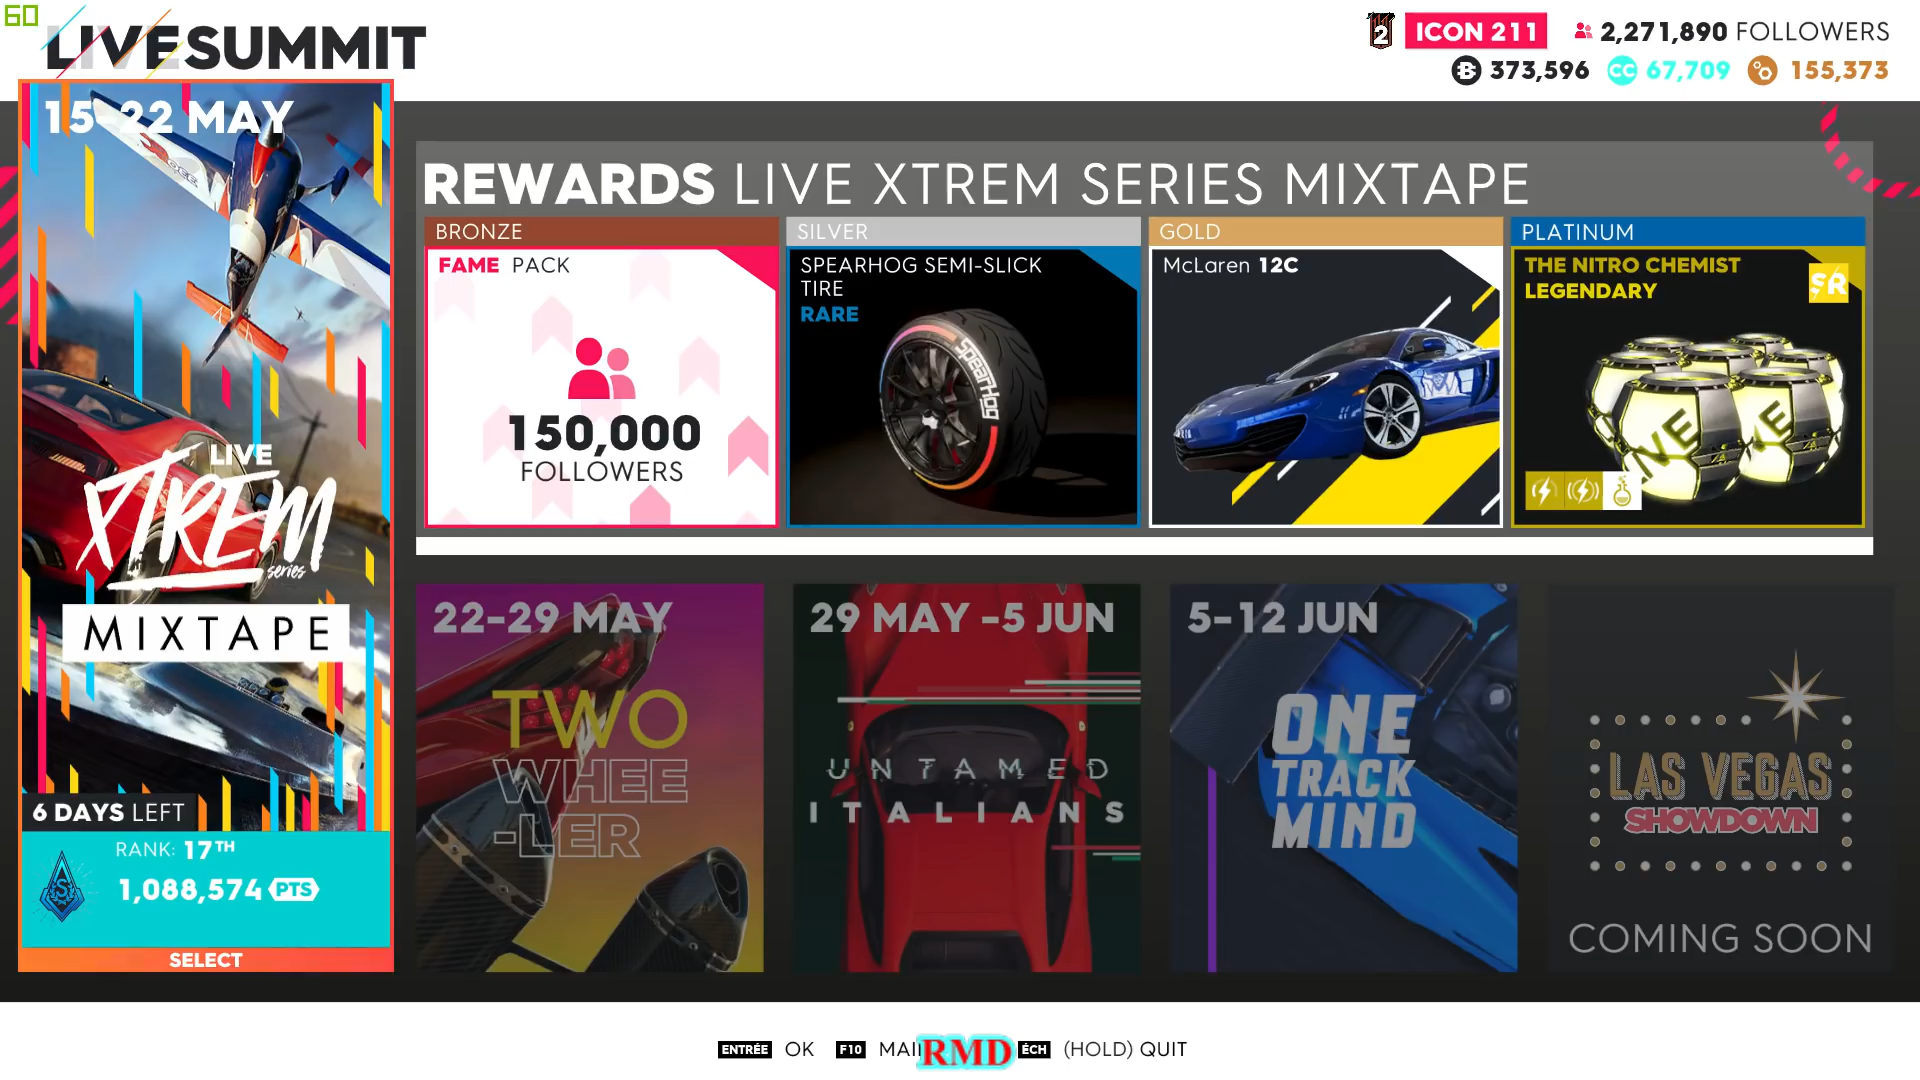 60
LIVESUMMIT
2 ICON 211 2,271,890 FOLLOWERS
373,596 CC 67,709 155,373
15-22 MAY
LIVE
XTREM
series
MIXTAPE
6 DAYS LEFT
RANK: 17TH
1,088,574 PTS
SELECT
REWARDS LIVE XTREM SERIES MIXTAPE
BRONZE
FAME PACK
150,000
FOLLOWERS
SILVER
SPEARHOG SEMI-SLICK
TIRE
RARE
Spearhog
GOLD
McLaren 12C
PLATINUM
THE NITRO CHEMIST
LEGENDARY
SR
LIVE
22-29 MAY
TWO
WHEE
-LER
29 MAY -5 JUN
UNTAMED
ITALIANS
5-12 JUN
ONE
TRACK
MIND
LAS VEGAS
SHOWDOWN
COMING SOON
ENTRÉE OK F10 MAI RMD ÉCH (HOLD) QUIT